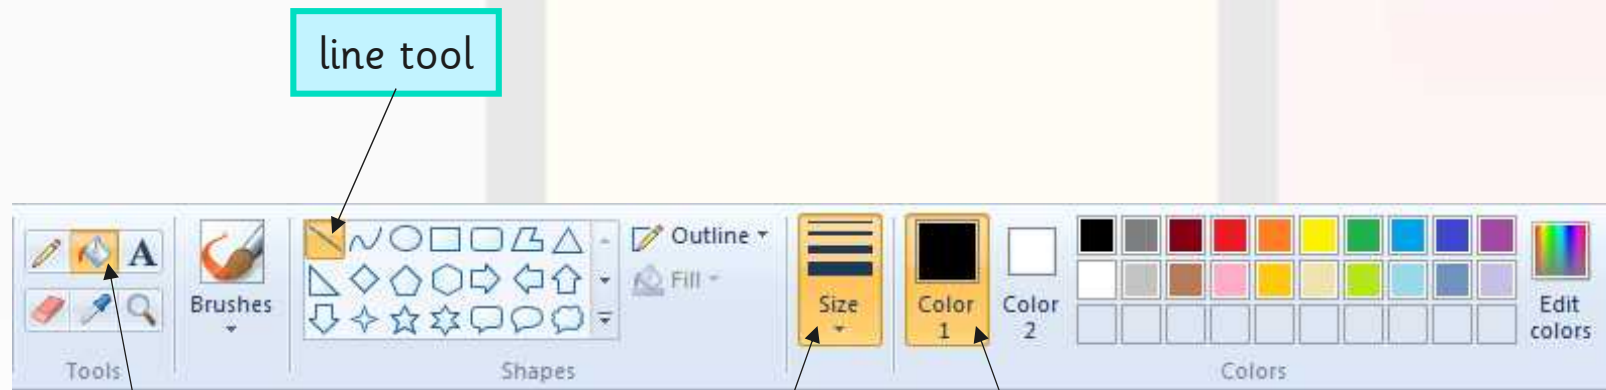 line tool
A
Outline
Fill
Brushes
Size
Color
1
Color
2
Edit
colors
Tools
Shapes
Colors